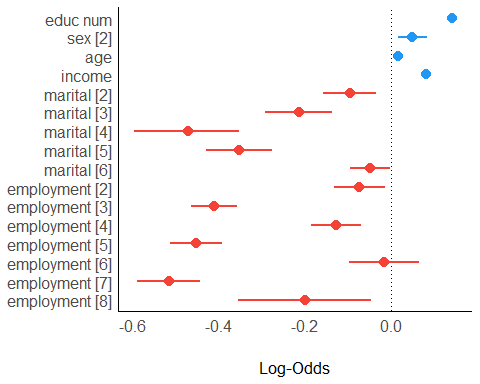 educ num
sex [2]
age
income
marital [2]
marital [3]
marital [4]
marital [5]
marital [6]
employment [2]
employment [3]
employment [4]
employment [5]
employment [6]
employment [7]
employment [8]
-0.6 -0.4 -0.2 0.0
Log-Odds